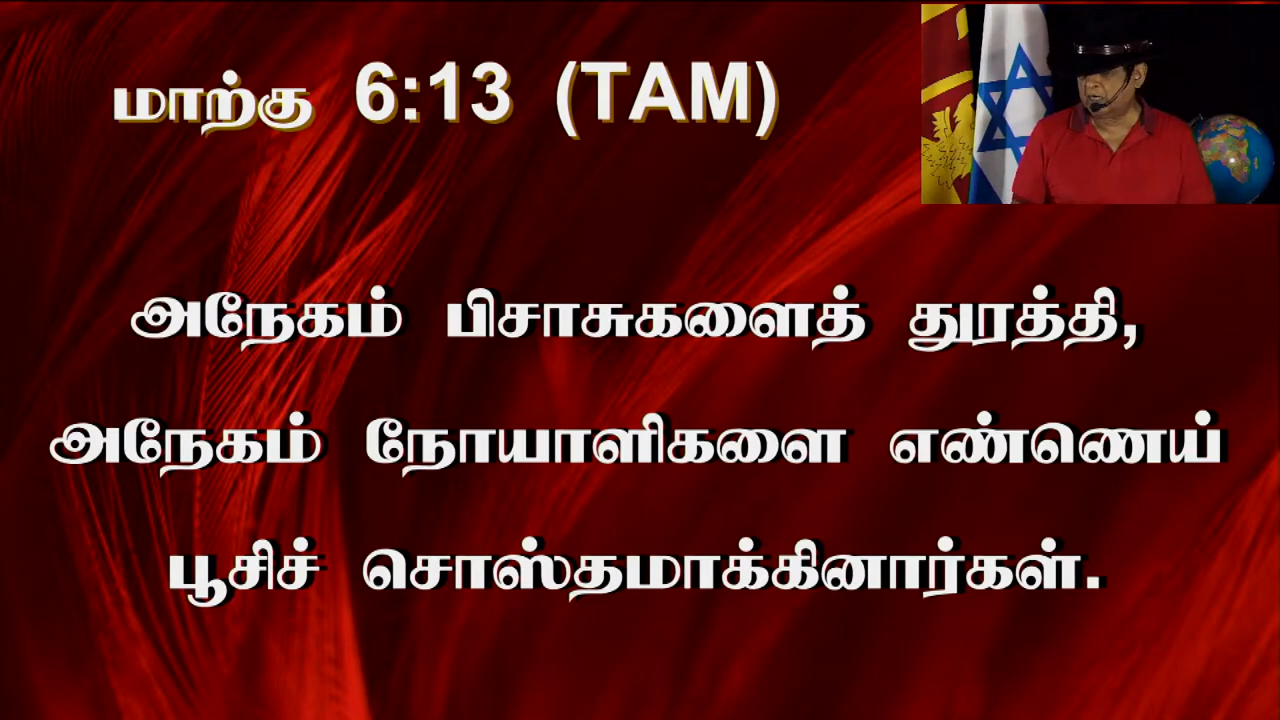 மாற்கு 6:13 (TAM)
அநேகம் பிசாசுகளைத் துரத்தி,
அநேகம் நோயாளிகளை எண்ணெய்
பூசிச் சொஸ்தமாக்கினார்கள்.